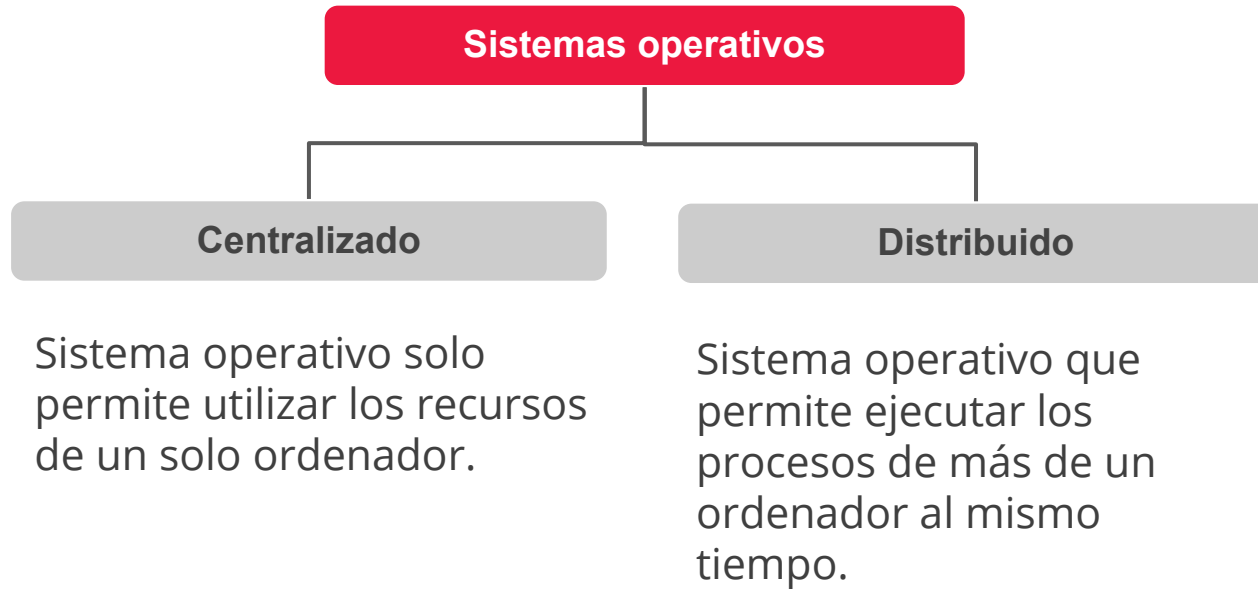 Sistemas operativos
Centralizado
Sistema operativo solo
permite utilizar los recursos
de un solo ordenador.
Distribuido
Sistema operativo que
permite ejecutar los
procesos de más de un
ordenador al mismo
tiempo.